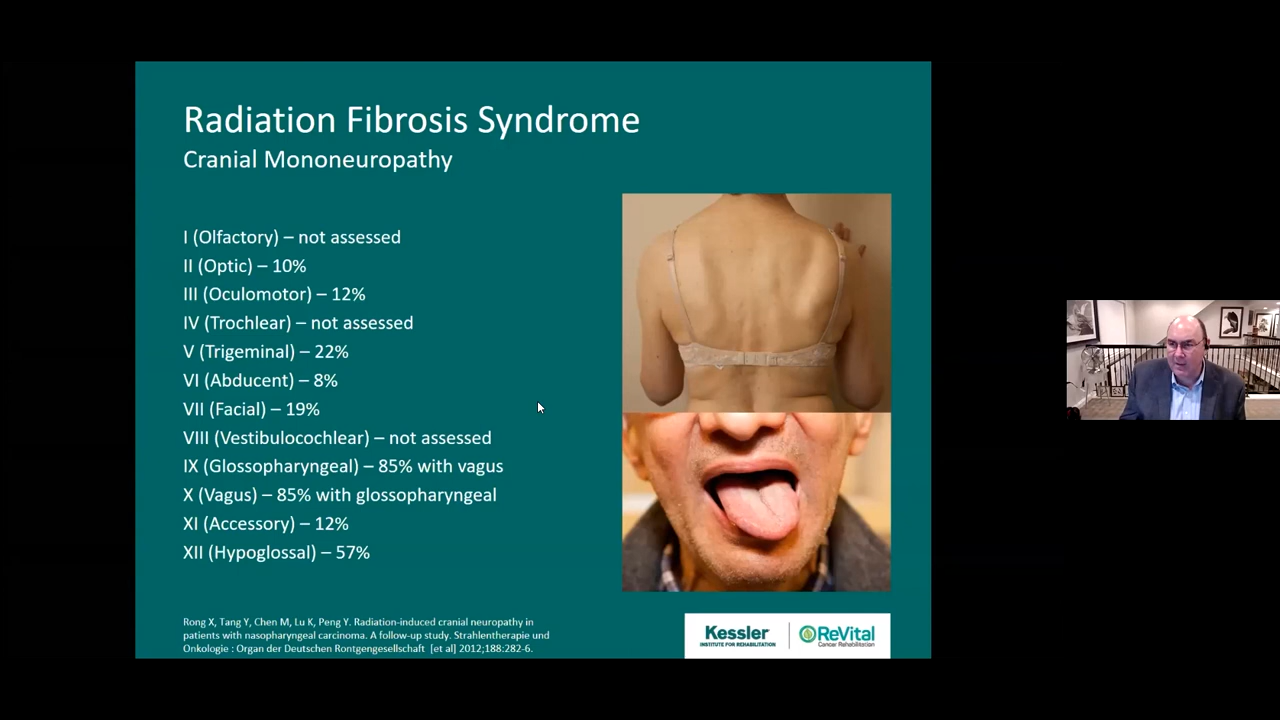 Radiation Fibrosis Syndrome
Cranial Mononeuropathy
I (Olfactory) – not assessed
II (Optic) – 10%
III (Oculomotor) – 12%
IV (Trochlear) – not assessed
V (Trigeminal) – 22%
VI (Abducent) – 8%
VII (Facial) – 19%
VIII (Vestibulocochlear) – not assessed
IX (Glossopharyngeal) – 85% with vagus
X (Vagus) – 85% with glossopharyngeal
XI (Accessory) – 12%
XII (Hypoglossal) – 57%
Rong X, Tang Y, Chen M, Lu K, Peng Y. Radiation-induced cranial neuropathy in
patients with nasopharyngeal carcinoma. A follow-up study. Strahlentherapie und
Onkologie : Organ der Deutschen Rontgengesellschaft [et al] 2012;188:282-6.
Kessler
INSTITUTE FOR REHABILITATION
ReVital
Cancer Rehabilitation